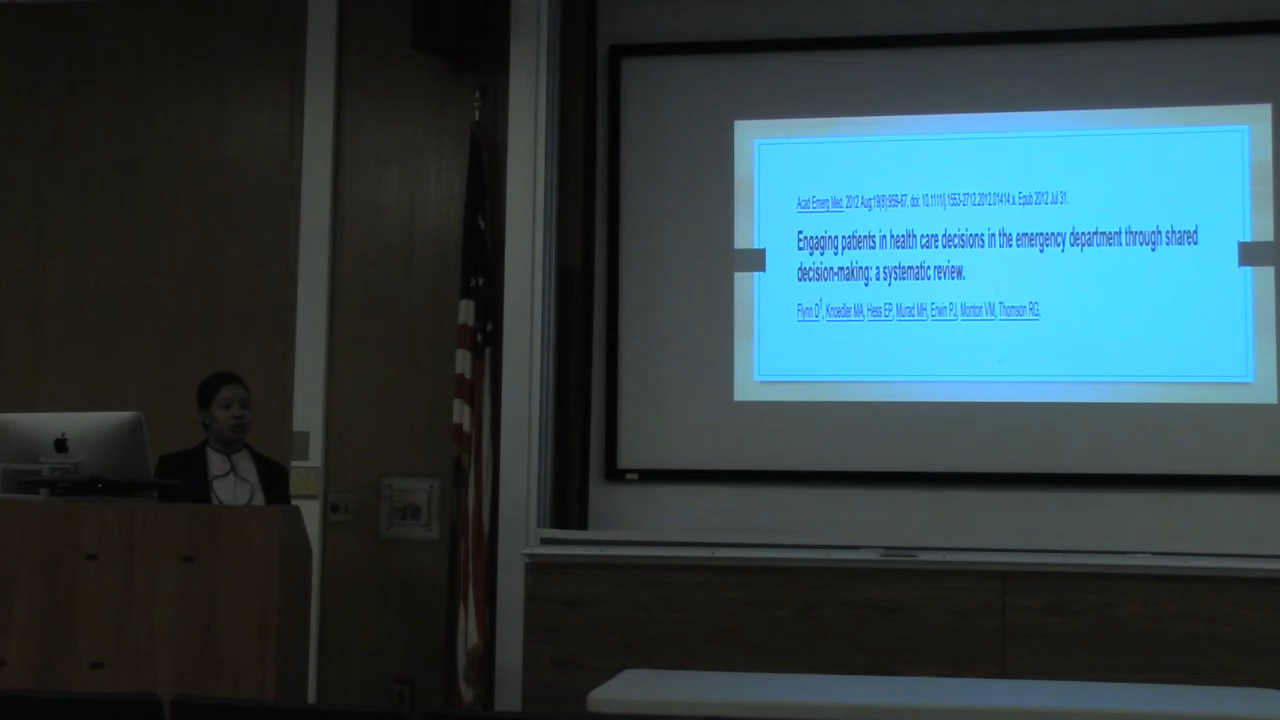 Acad Emerg Med. 2012 Aug;19(8):959-67. doi: 10.1111/j.1553-2712.2012.01414.x. Epub 2012 Jul 31.
Engaging patients in health care decisions in the emergency department through shared
decision-making: a systematic review.
Flynn D1, Knoedler MA, Hess EP, Murad MH, Erwin PJ, Montori VM, Thomson RG.